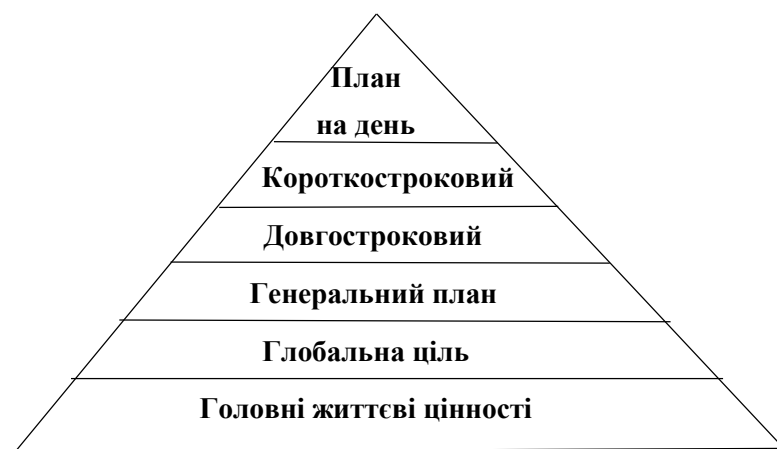 План
на день
Короткостроковий
Довгостроковий
Генеральний план
Глобальна ціль
Головні життєві цінності